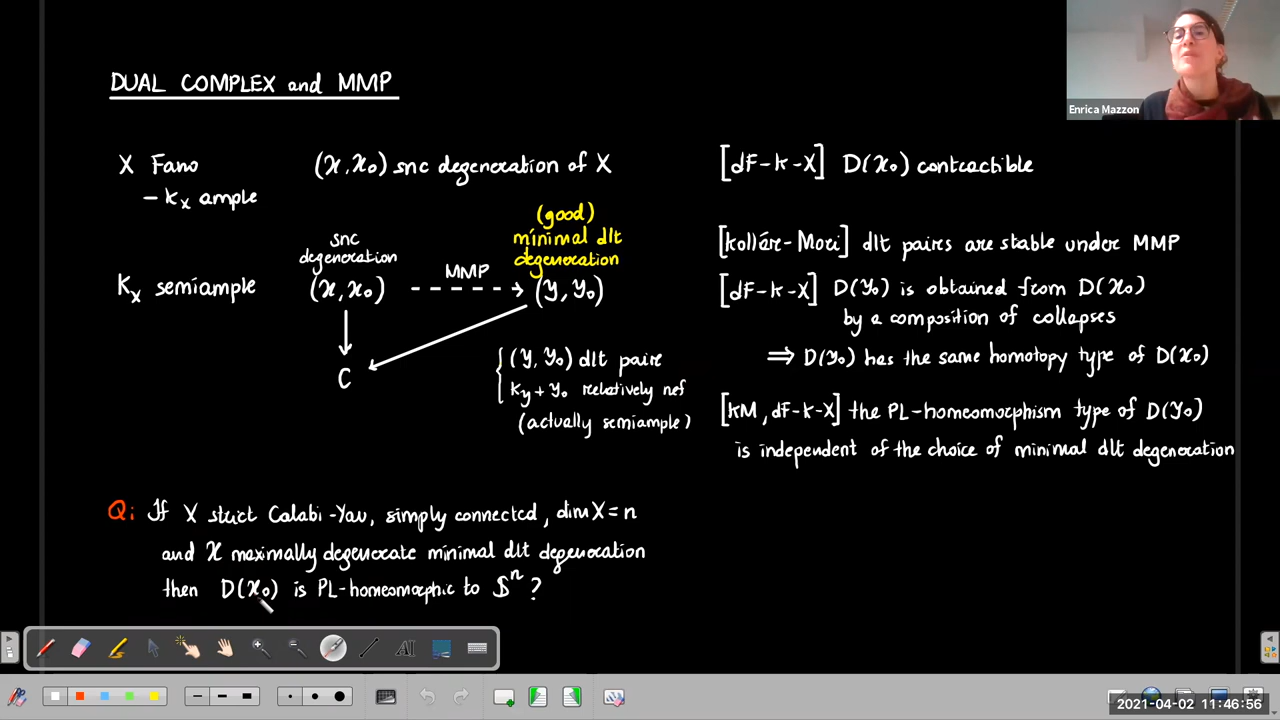 DUAL COMPLEX and MMP
X Fano
- K_X ample
(𝒳, 𝒳₀) snc degeneration of X
[dF-K-X] D(𝒳₀) contractible
K_X semiample
snc
degeneration
(𝒳, 𝒳₀)
MMP
(good)
minimal dlt
degeneration
(𝒴, 𝒴₀)
C
(𝒴, 𝒴₀) dlt pair
K_𝒴 + 𝒴₀ relatively nef
(actually semiample)
[Kollár-Mori] dlt pairs are stable under MMP
[dF-K-X] D(𝒴₀) is obtained from D(𝒳₀)
by a composition of collapses
⟹ D(𝒴₀) has the same homotopy type of D(𝒳₀)
[KM, dF-K-X] the PL-homeomorphism type of D(𝒴₀)
is independent of the choice of minimal dlt degeneration
Q: If X strict Calabi-Yau, simply connected, dim X = n
and 𝒳 maximally degenerate minimal dlt degeneration
then D(𝒳₀) is PL-homeomorphic to 𝕊ⁿ ?
Enrica Mazzon
AI
2021-04-02 11:46:56